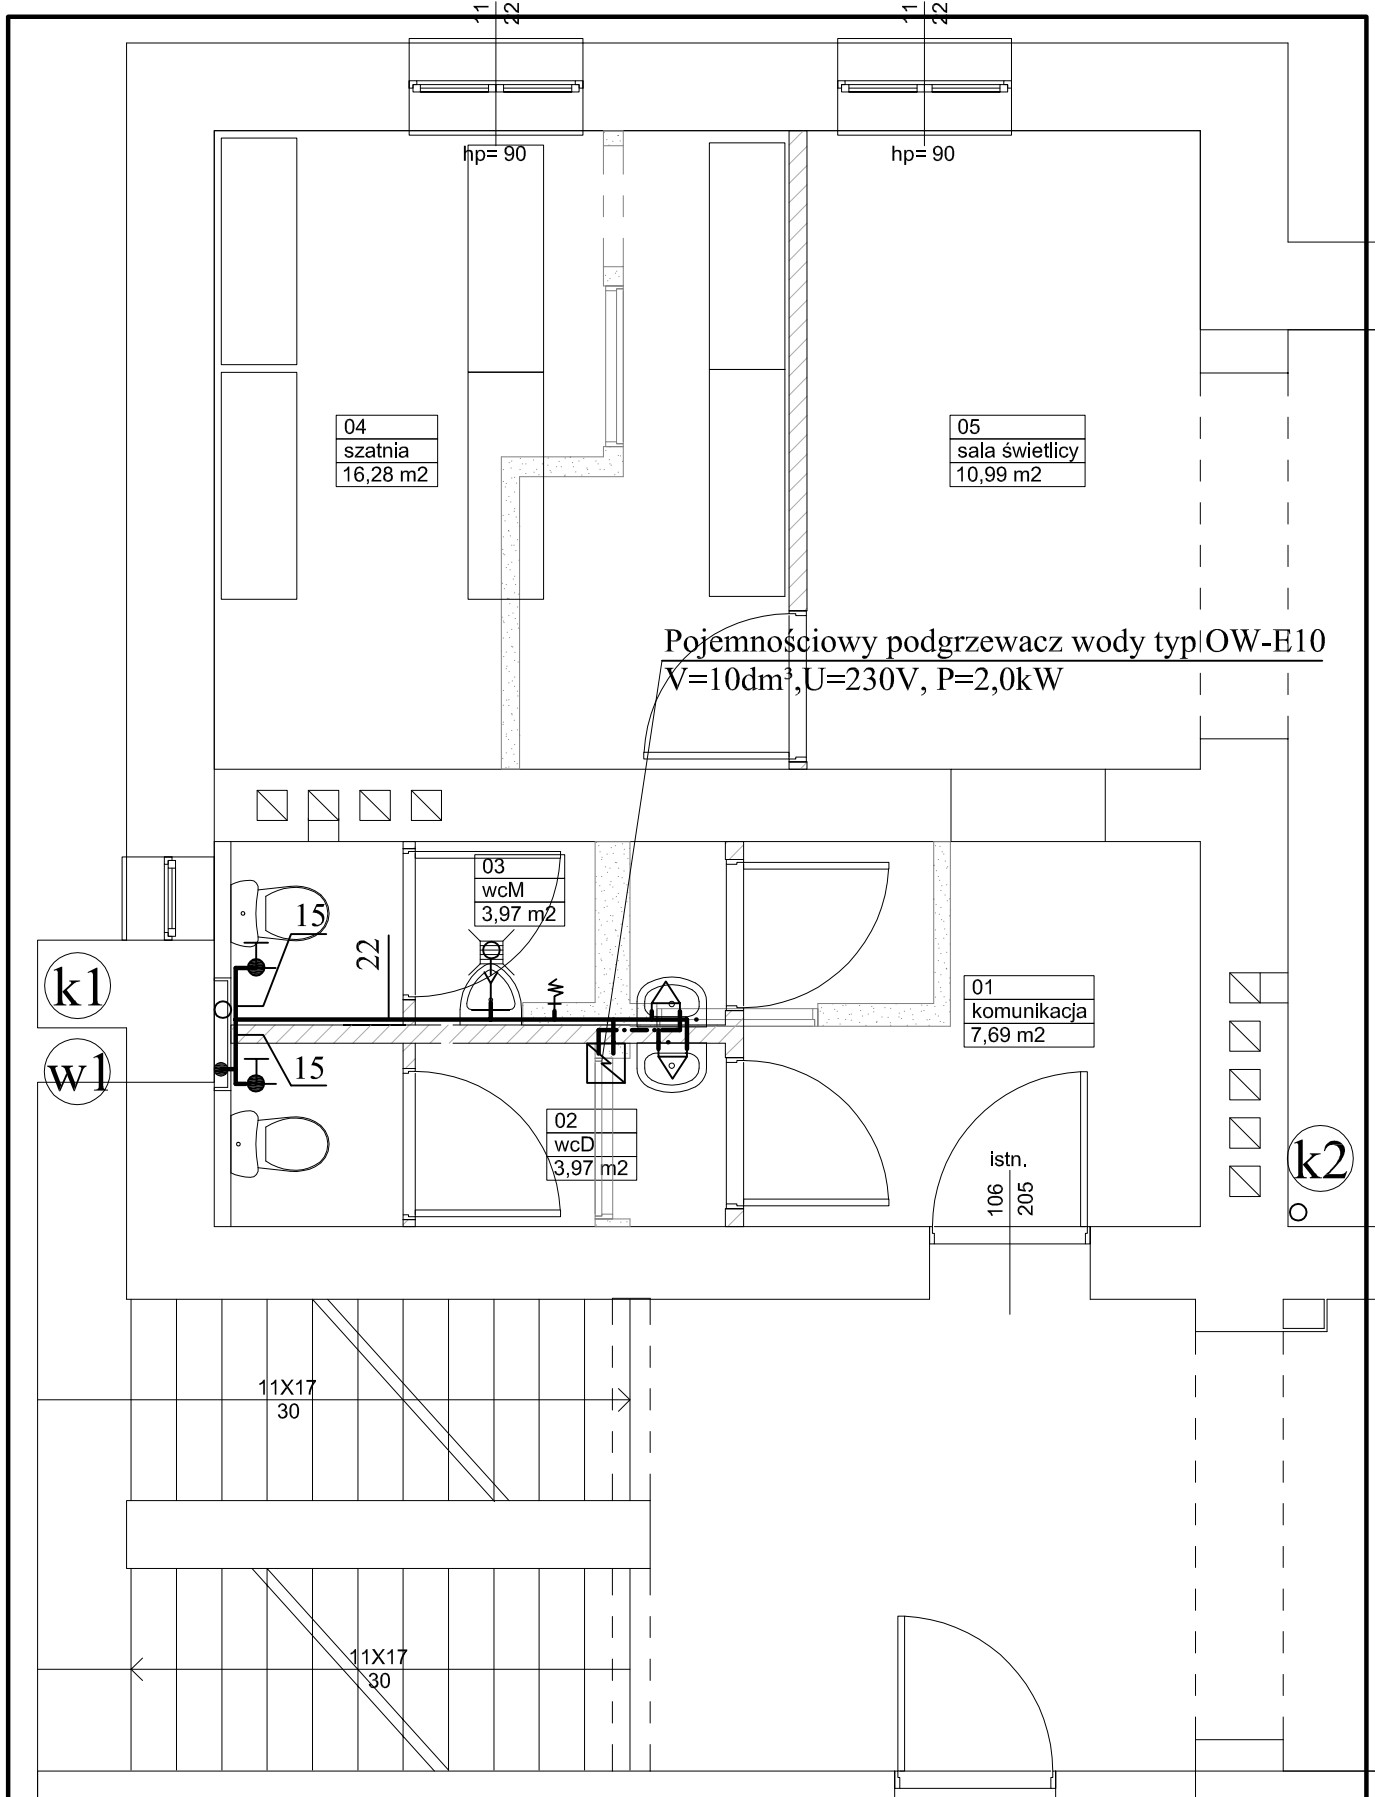 11
22
11
22
hp= 90
hp= 90
04
szatnia
16,28 m2
05
sala świetlicy
10,99 m2
Pojemnościowy podgrzewacz wody typ OW-E10
V=10dm³,U=230V, P=2,0kW
03
wcM
3,97 m2
15
22
k1
01
komunikacja
7,69 m2
w1
15
02
wcD
3,97 m2
k2
istn.
106
205
11X17
30
11X17
30